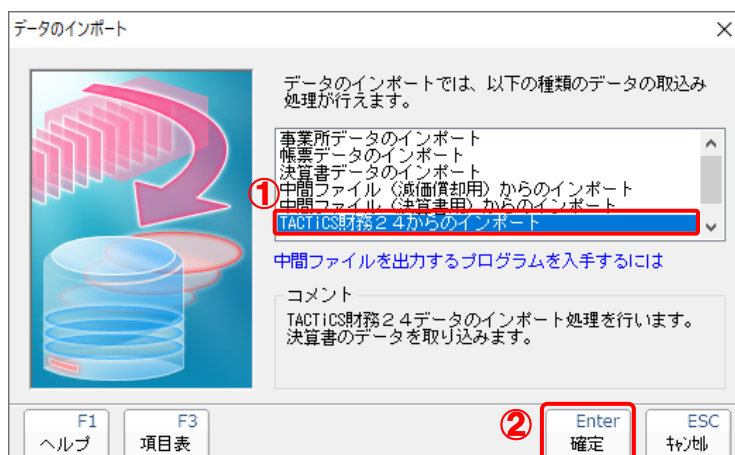 データのインポート
データのインポートでは、以下の種類のデータの取込み
処理が行えます。
事業所データのインポート
帳票データのインポート
決算書データのインポート
① 中間ファイル（減価償却用）からのインポート
中間ファイル（決算書用）からのインポート
TACTiCS財務２４からのインポート
中間ファイルを出力するプログラムを入手するには
コメント
TACTiCS財務２４データのインポート処理を行います。
決算書のデータを取り込みます。
F1
ヘルプ
F3
項目表
②
Enter
確定
ESC
ｷｬﾝｾﾙ